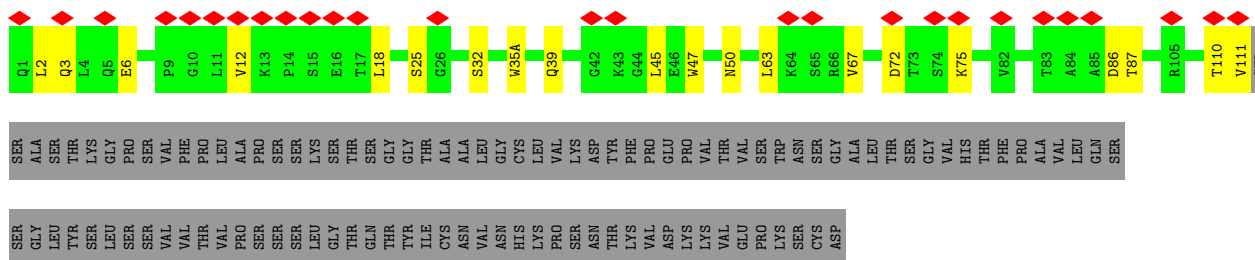 Q1 L2 Q3 L4 Q5 E6 P9 G10 L11 V12 K13 P14 S15 E16 T17 L18 S25 G26 S32 W35A Q39 G42 K43 G44 L45 E46 W47 N50 L63 K64 S65 R66 V67 D72 T73 S74 K75 V82 T83 A84 A85 D86 T87 R105 T110 V111
SER ALA SER THR LYS GLY PRO SER VAL PHE PRO LEU ALA PRO SER SER LYS SER THR SER GLY GLY THR ALA ALA LEU GLY CYS LEU VAL LYS ASP TYR PHE PRO GLU PRO VAL THR VAL SER TRP ASN SER GLY ALA LEU THR SER GLY VAL HIS THR PHE PRO ALA VAL LEU GLN SER
SER GLY LEU TYR SER LEU SER SER VAL VAL THR VAL PRO SER SER SER LEU GLY THR GLN THR TYR ILE CYS ASN VAL ASN HIS LYS PRO SER ASN THR LYS VAL ASP LYS LYS VAL GLU PRO LYS SER CYS ASP